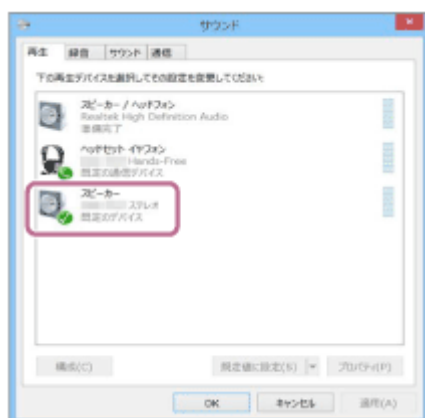 サウンド
再生 録音 サウンド 通信
下の再生デバイスを選択してその設定を変更してください:
スピーカー / ヘッドフォン
Realtek High Definition Audio
準備完了
ヘッドセット イヤフォン
Hands-Free
既定の通信デバイス
スピーカー
ステレオ
既定のデバイス
構成(C) 既定値に設定(S) プロパティ(P)
OK キャンセル 適用(A)